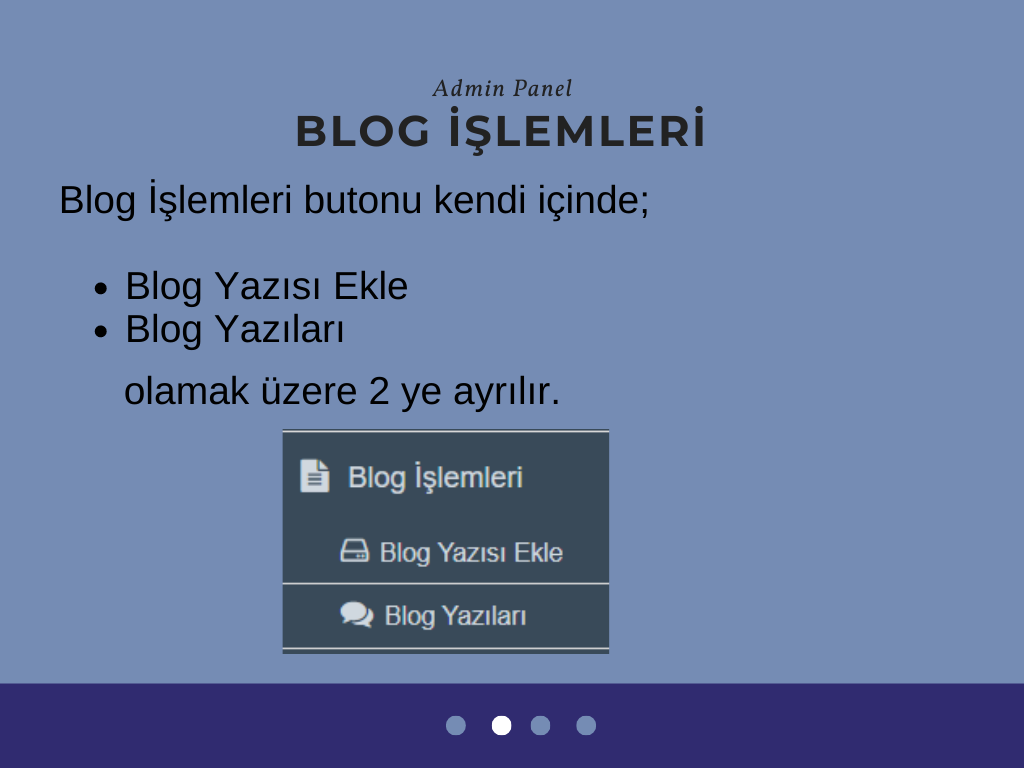 Admin Panel
BLOG İŞLEMLERİ
Blog İşlemleri butonu kendi içinde;
• Blog Yazısı Ekle
• Blog Yazıları
olamak üzere 2 ye ayrılır.
Blog İşlemleri
Blog Yazısı Ekle
Blog Yazıları